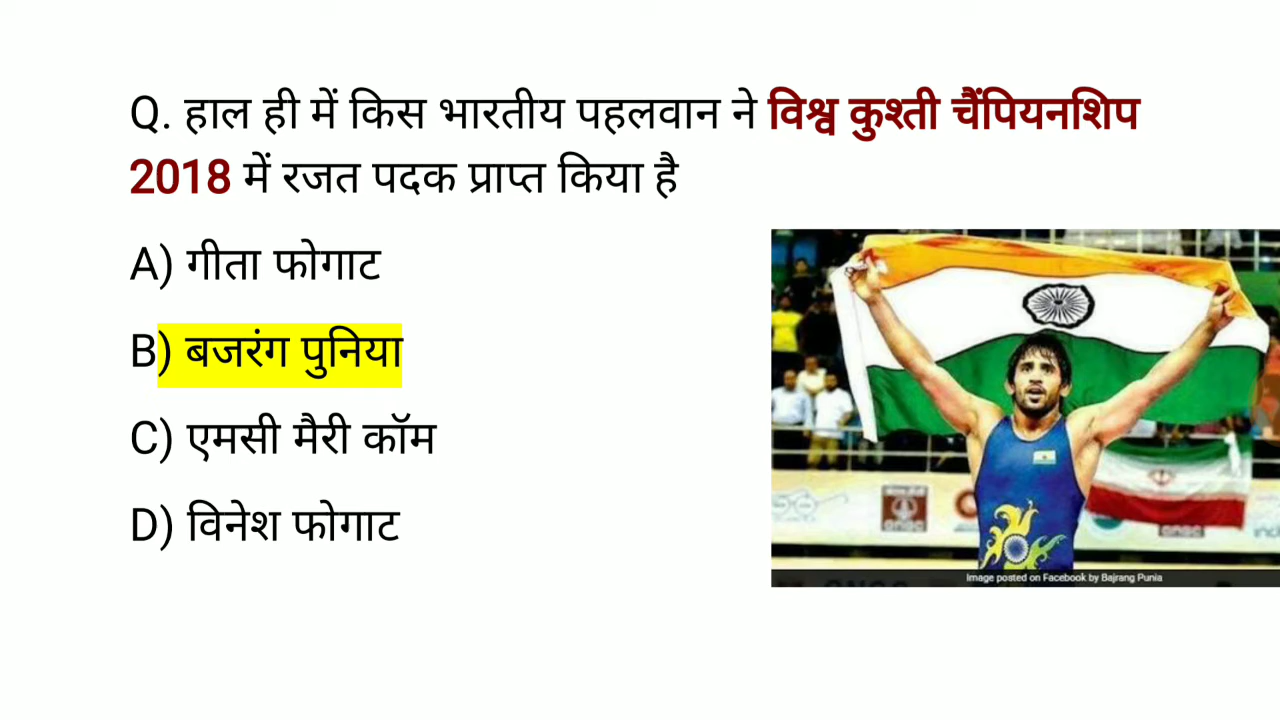 Q. हाल ही में किस भारतीय पहलवान ने विश्व कुश्ती चैंपियनशिप
2018 में रजत पदक प्राप्त किया है
A) गीता फोगाट
B) बजरंग पुनिया
C) एमसी मैरी कॉम
D) विनेश फोगाट
Image posted on Facebook by Bajrang Punia